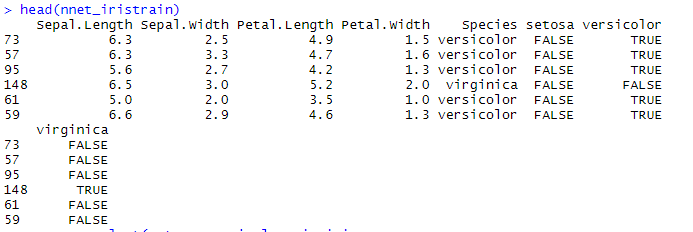 > head(nnet_iristrain)
Sepal.Length Sepal.Width Petal.Length Petal.Width Species setosa versicolor
73 6.3 2.5 4.9 1.5 versicolor FALSE TRUE
57 6.3 3.3 4.7 1.6 versicolor FALSE TRUE
95 5.6 2.7 4.2 1.3 versicolor FALSE TRUE
148 6.5 3.0 5.2 2.0 virginica FALSE FALSE
61 5.0 2.0 3.5 1.0 versicolor FALSE TRUE
59 6.6 2.9 4.6 1.3 versicolor FALSE TRUE
virginica
73 FALSE
57 FALSE
95 FALSE
148 TRUE
61 FALSE
59 FALSE